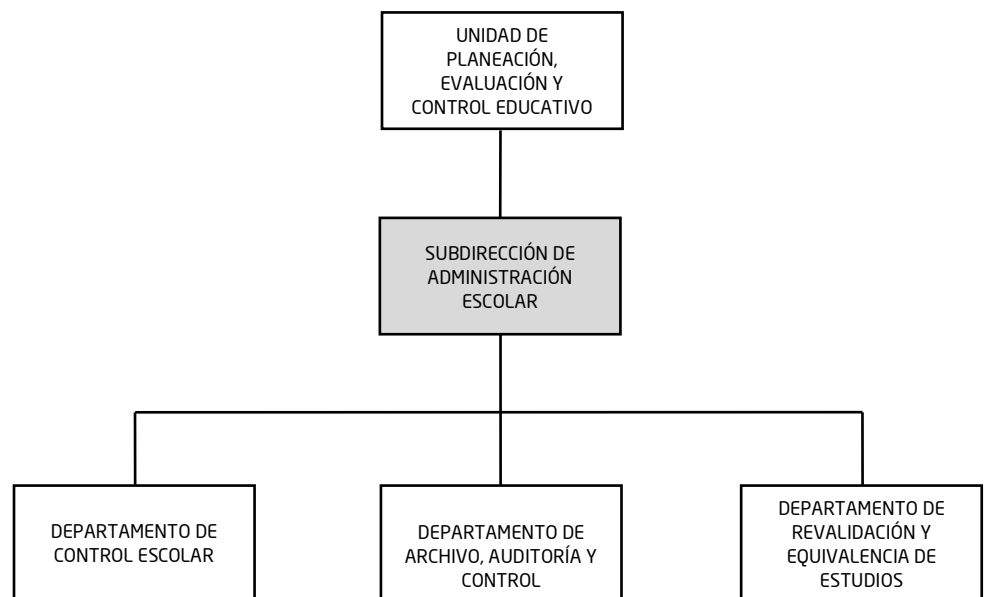 UNIDAD DE
PLANEACIÓN,
EVALUACIÓN Y
CONTROL EDUCATIVO
SUBDIRECCIÓN DE
ADMINISTRACIÓN
ESCOLAR
DEPARTAMENTO DE
CONTROL ESCOLAR
DEPARTAMENTO DE
ARCHIVO, AUDITORÍA Y
CONTROL
DEPARTAMENTO DE
REVALIDACIÓN Y
EQUIVALENCIA DE
ESTUDIOS